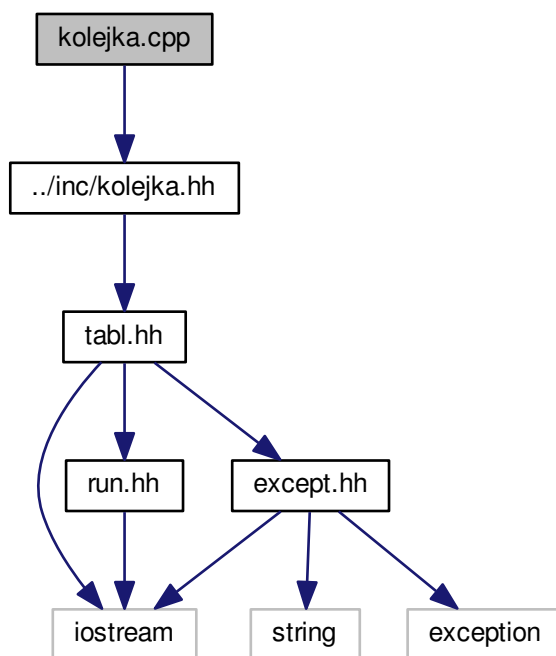 kolejka.cpp
../inc/kolejka.hh
tabl.hh
run.hh
except.hh
iostream
string
exception